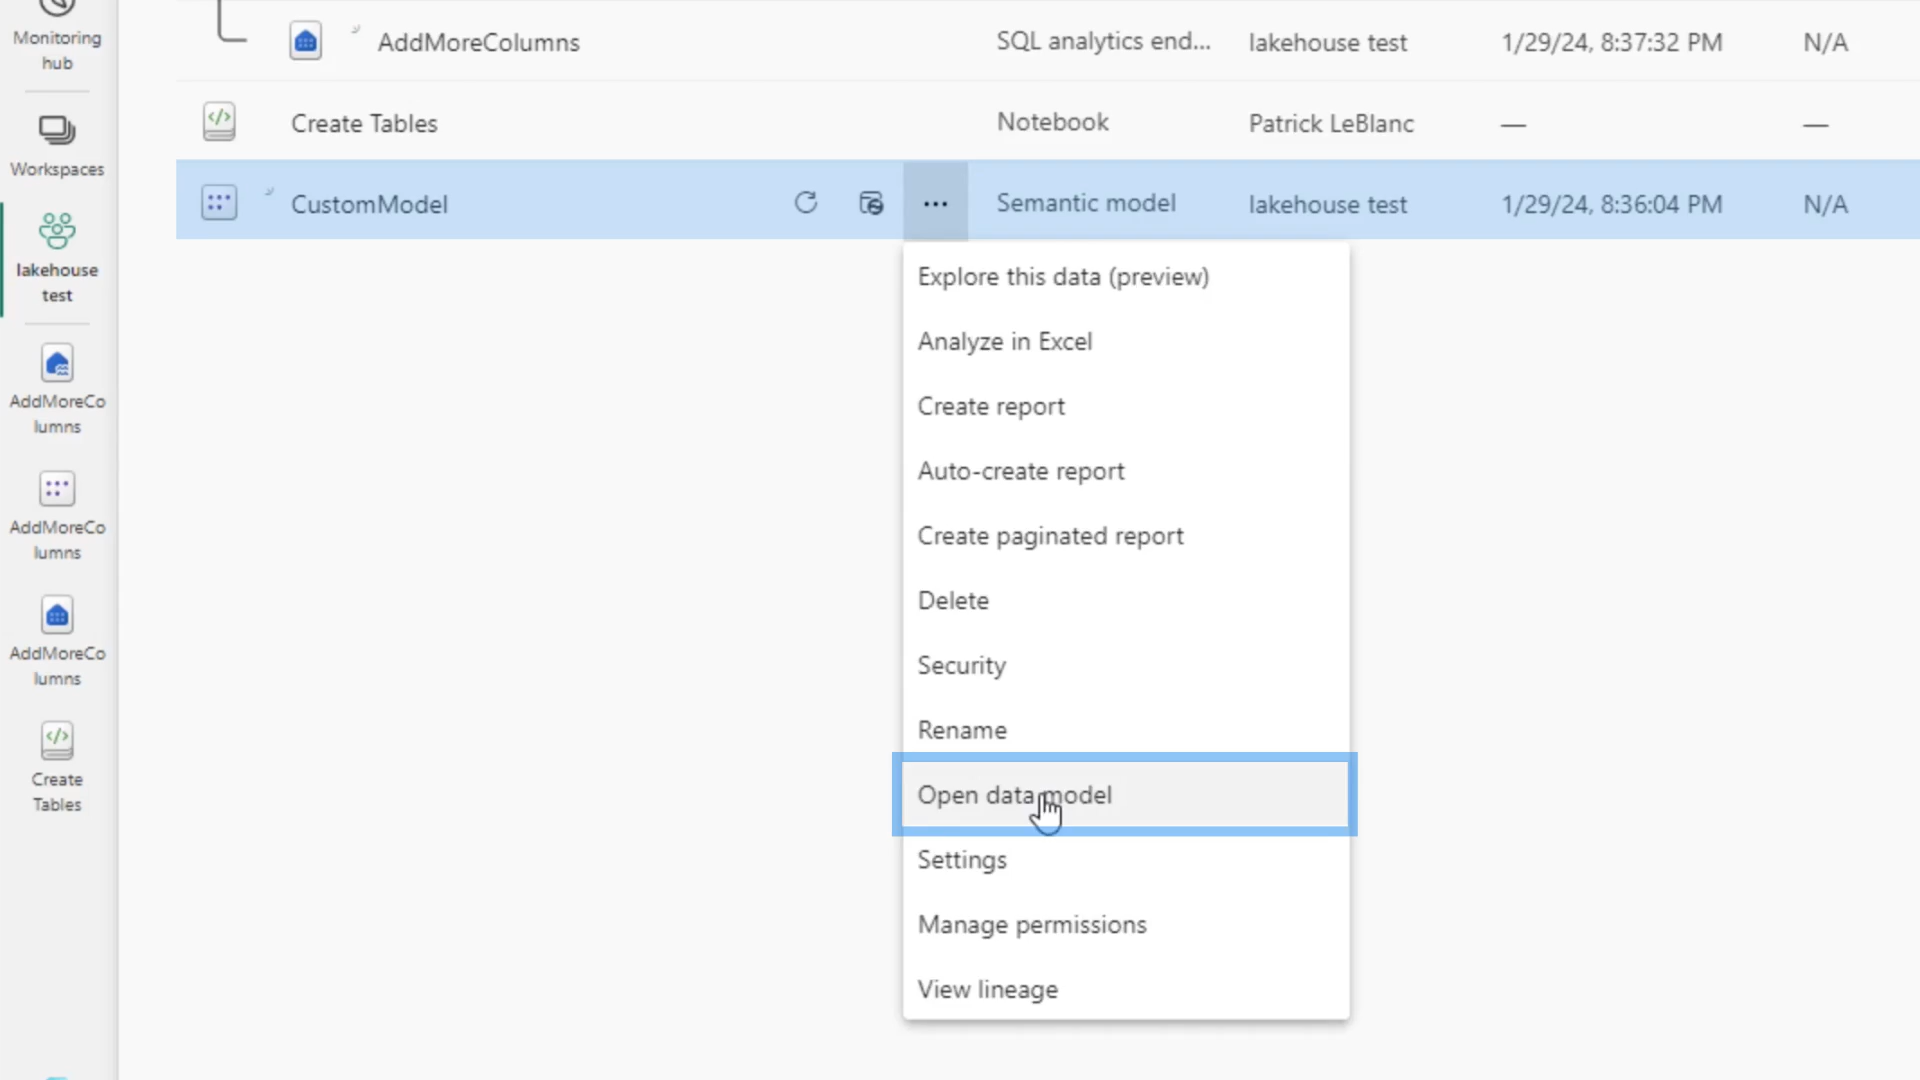 Monitoring
hub
Workspaces
lakehouse
test
AddMoreCo
lumns
AddMoreCo
lumns
AddMoreCo
lumns
Create
Tables
AddMoreColumns SQL analytics end... lakehouse test 1/29/24, 8:37:32 PM N/A
Create Tables Notebook Patrick LeBlanc — —
CustomModel ... Semantic model lakehouse test 1/29/24, 8:36:04 PM N/A
Explore this data (preview)
Analyze in Excel
Create report
Auto-create report
Create paginated report
Delete
Security
Rename
Open data model
Settings
Manage permissions
View lineage